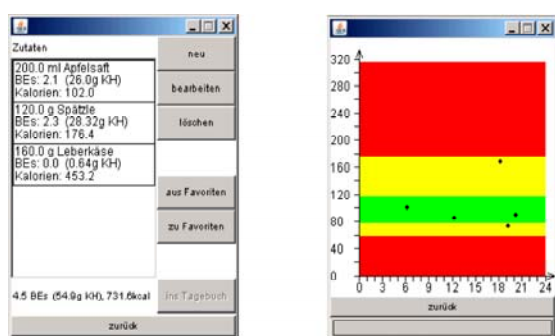 Zutaten
200.0 ml Apfelsaft
BEs: 2.1 (26.0g KH)
Kalorien: 102.0
120.0 g Spätzle
BEs: 2.3 (28.32g KH)
Kalorien: 176.4
160.0 g Leberkäse
BEs: 0.0 (0.64g KH)
Kalorien: 453.2
4.5 BEs (54.9g KH), 731.6kcal
neu
bearbeiten
löschen
aus Favoriten
zu Favoriten
ins Tagebuch
zurück
320
280
240
200
160
120
80
40
0
0 3 6 9 12 15 18 21 24
zurück